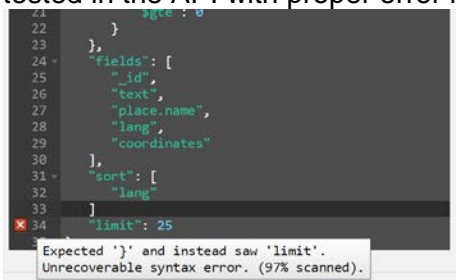 tested in the API with proper error
21 $gte : 0
22 }
23 },
24 "fields": [
25 "_id",
26 "text",
27 "place.name",
28 "lang",
29 "coordinates"
30 ],
31 "sort": [
32 "lang"
33 ]
34 "limit": 25
Expected '}' and instead saw 'limit'.
Unrecoverable syntax error. (97% scanned).